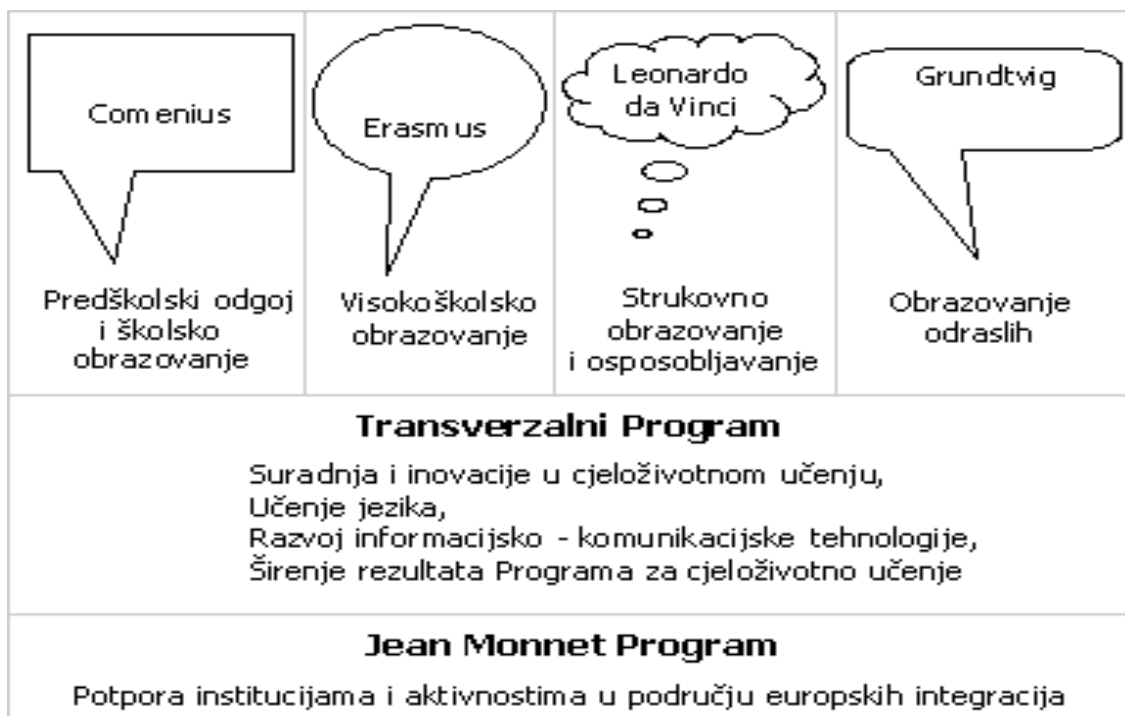 Comenius
Predškolski odgoj
i školsko
obrazovanje
Erasmus
Visokoškolsko
obrazovanje
Leonardo
da Vinci
Strukovno
obrazovanje
i osposobljavanje
Grundtvig
Obrazovanje
odraslih
Transverzalni Program
Suradnja i inovacije u cjeloživotnom učenju,
Učenje jezika,
Razvoj informacijsko - komunikacijske tehnologije,
Širenje rezultata Programa za cjeloživotno učenje
Jean Monnet Program
Potpora institucijama i aktivnostima u području europskih integracija